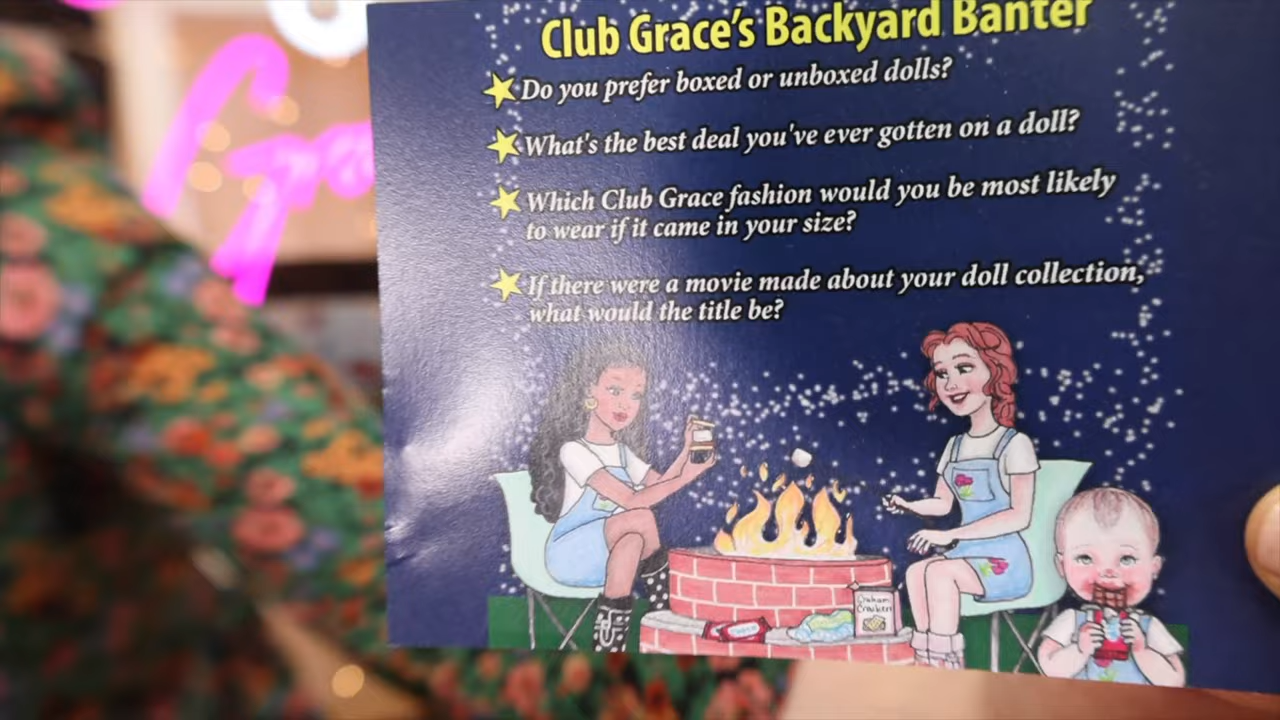 Club Grace's Backyard Banter
Do you prefer boxed or unboxed dolls?
What's the best deal you've ever gotten on a doll?
Which Club Grace fashion would you be most likely
to wear if it came in your size?
If there were a movie made about your doll collection,
what would the title be?
Graham
Crackers